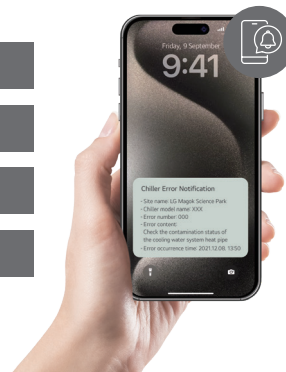 Friday, 9 September
9:41
Chiller Error Notification
- Site name: LG Magok Science Park
- Chiller model name: XXX
- Error number: 000
- Error content:
Check the contamination status of
the cooling water system heat pipe
- Error occurrence time: 2021.12.08. 13:50